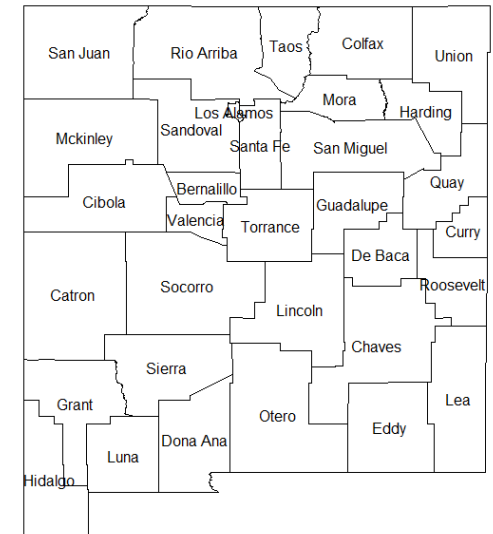 San Juan
Rio Arriba
Taos
Colfax
Union
Mora
Harding
Los Alamos
Sandoval
Mckinley
Santa Fe
San Miguel
Bernalillo
Quay
Cibola
Guadalupe
Valencia
Torrance
Curry
De Baca
Socorro
Roosevelt
Catron
Lincoln
Chaves
Sierra
Grant
Lea
Otero
Eddy
Dona Ana
Luna
Hidalgo